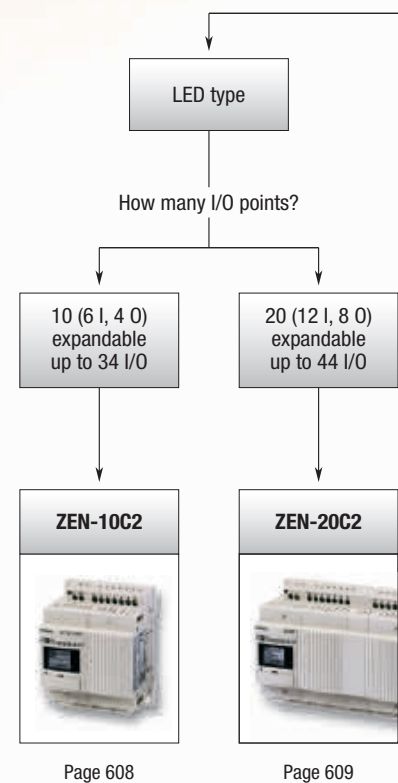 LED type
How many I/O points?
10 (6 I, 4 O)
expandable
up to 34 I/O
20 (12 I, 8 O)
expandable
up to 44 I/O
ZEN-10C2
ZEN-20C2
Page 608
Page 609